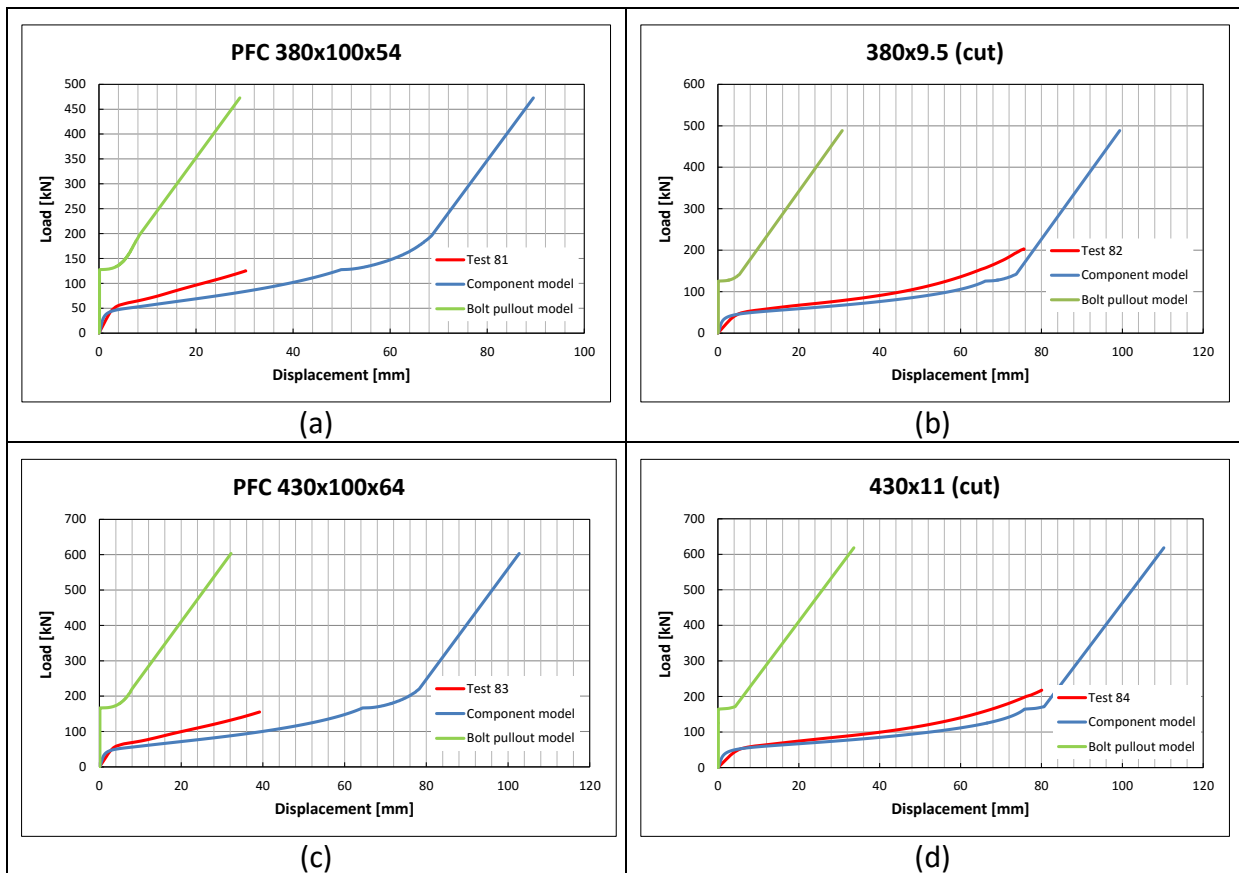 PFC 380x100x54
500
450
400
350
300
250
200
150
100
50
0
Load [kN]
0 20 40 60 80 100
Displacement [mm]
Test 81
Component model
Bolt pullout model
(a)
380x9.5 (cut)
600
500
400
300
200
100
0
Load [kN]
0 20 40 60 80 100 120
Displacement [mm]
Test 82
Component model
Bolt pullout model
(b)
PFC 430x100x64
700
600
500
400
300
200
100
0
Load [kN]
0 20 40 60 80 100 120
Displacement [mm]
Test 83
Component model
Bolt pullout model
(c)
430x11 (cut)
700
600
500
400
300
200
100
0
Load [kN]
0 20 40 60 80 100 120
Displacement [mm]
Test 84
Component model
Bolt pullout model
(d)